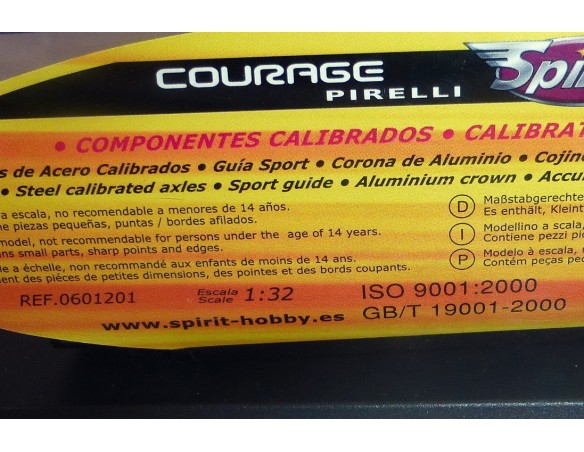 COURAGE
PIRELLI
Spi
• COMPONENTES CALIBRADOS • CALIBRAT
s de Acero Calibrados • Guía Sport • Corona de Aluminio • Cojin
• Steel calibrated axles • Sport guide • Aluminium crown • Accu
a escala, no recomendable a menores de 14 años.
ne piezas pequeñas, puntas / bordes afilados.
model, not recommendable for persons under the age of 14 years.
ns small parts, sharp points and edges.
le a échelle, non recommandé aux enfants de moins de 14 ans.
ent des pièces de petites dimensions, des pointes et des bords coupants.
D Maßstabgerechte
Es enthält, Kleint
I Modellino a scala,
Contiene pezzi pic
P Modelo à escala, n
Contém peças pec
REF.0601201
Escala
Scale 1:32
ISO 9001:2000
GB/T 19001-2000
www.spirit-hobby.es